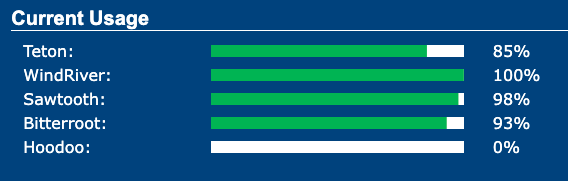 Current Usage
Teton: 85%
WindRiver: 100%
Sawtooth: 98%
Bitterroot: 93%
Hoodoo: 0%